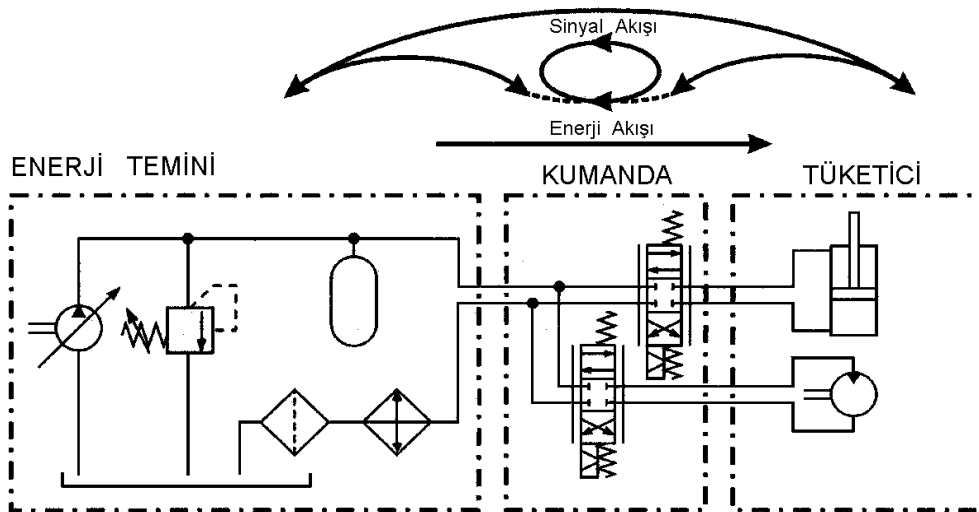 Sinyal Akışı
Enerji Akışı
ENERJİ TEMİNİ
KUMANDA
TÜKETİCİ